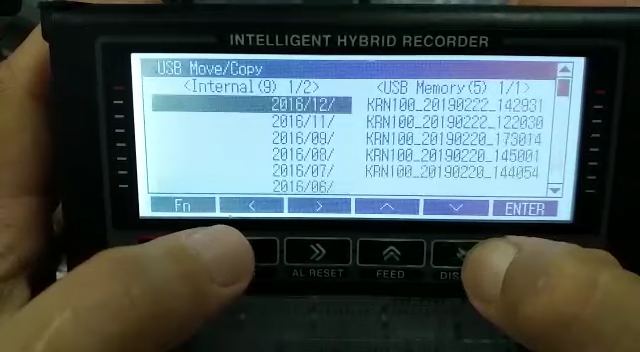 INTELLIGENT HYBRID RECORDER
USB Move/Copy
<Internal(9) 1/2> <USB Memory(5) 1/1>
2016/12/ KRN100_20190222_142931
2016/11/ KRN100_20190222_122030
2016/09/ KRN100_20190220_173014
2016/08/ KRN100_20190220_145001
2016/07/ KRN100_20190220_144054
2016/06/
Fn < > ^ v ENTER
AL RESET FEED